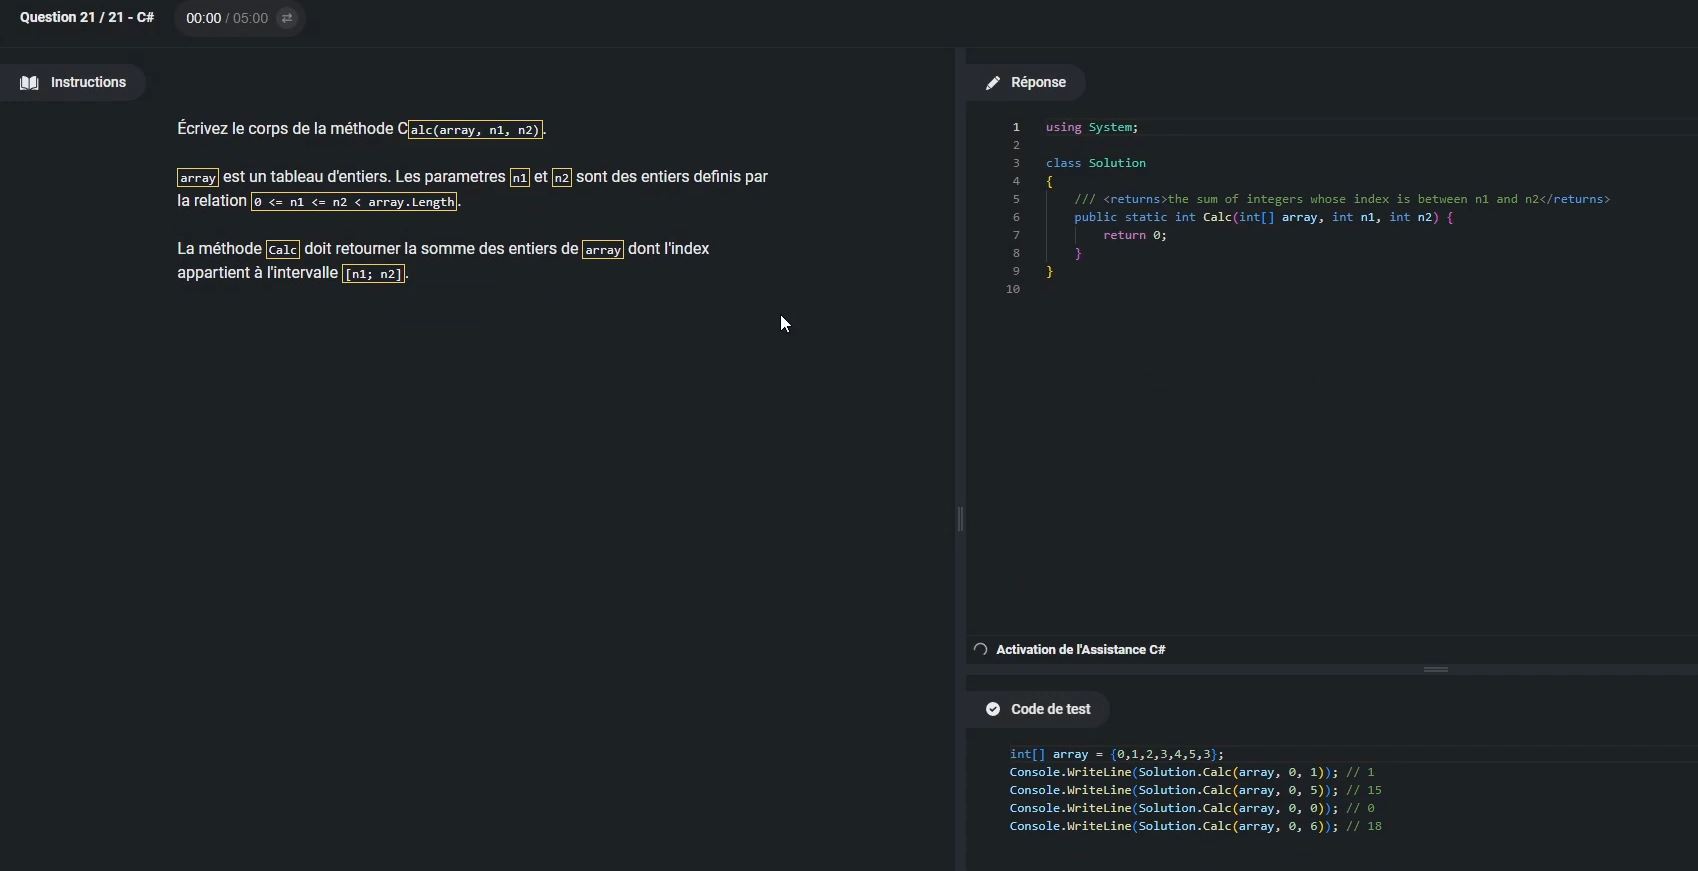 Question 21 / 21 - C#
00:00 / 05:00
Instructions
Écrivez le corps de la méthode Calc(array, n1, n2).
array est un tableau d'entiers. Les parametres n1 et n2 sont des entiers definis par
la relation 0 <= n1 <= n2 < array.Length.
La méthode Calc doit retourner la somme des entiers de array dont l'index
appartient à l'intervalle [n1; n2].
Réponse
1 using System;
2
3 class Solution
4 {
5 /// <returns>the sum of integers whose index is between n1 and n2</returns>
6 public static int Calc(int[] array, int n1, int n2) {
7 return 0;
8 }
9 }
10
Activation de l'Assistance C#
Code de test
int[] array = {0,1,2,3,4,5,3};
Console.WriteLine(Solution.Calc(array, 0, 1)); // 1
Console.WriteLine(Solution.Calc(array, 0, 5)); // 15
Console.WriteLine(Solution.Calc(array, 0, 0)); // 0
Console.WriteLine(Solution.Calc(array, 0, 6)); // 18